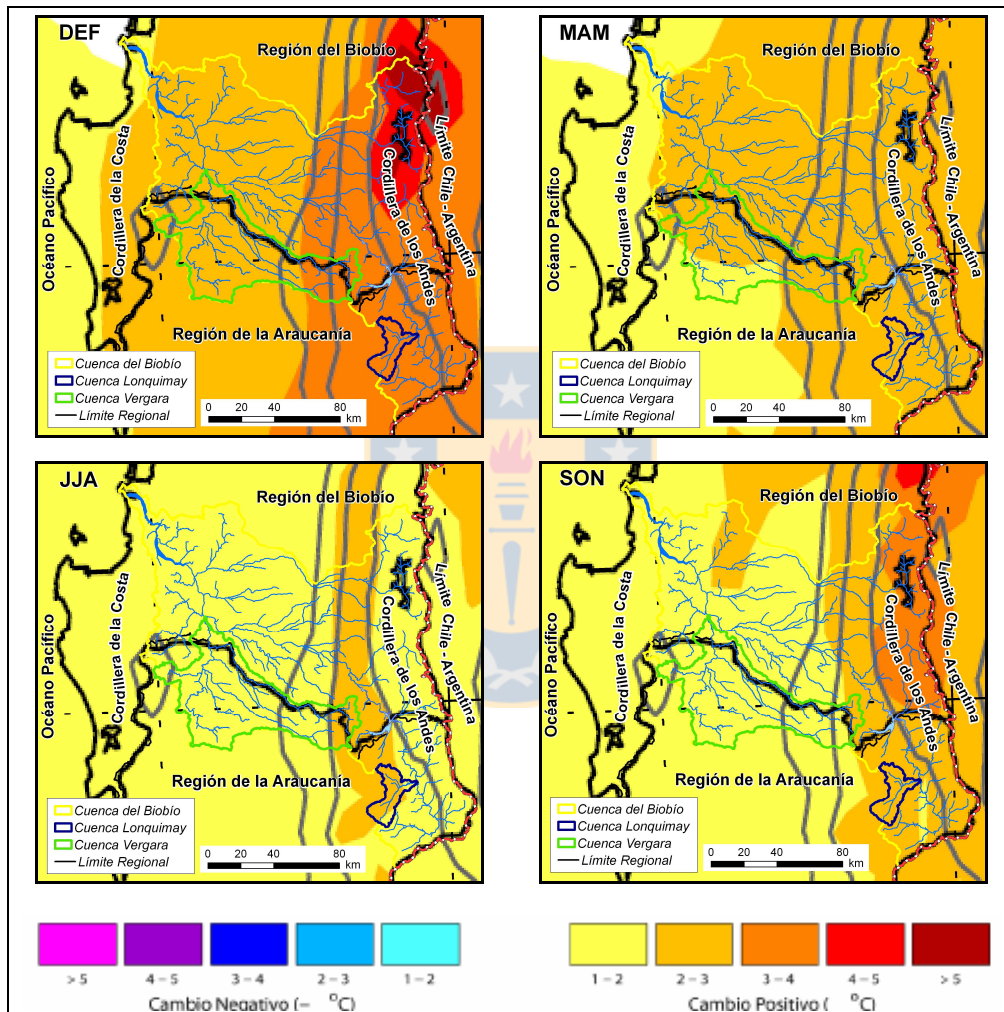 DEF
Región del Biobío
Océano Pacífico
Cordillera de la Costa
Cordillera de los Andes
Límite Chile - Argentina
Región de la Araucanía
Cuenca del Biobío
Cuenca Lonquimay
Cuenca Vergara
Límite Regional
0 20 40 80
km
MAM
Región del Biobío
Océano Pacífico
Cordillera de la Costa
Cordillera de los Andes
Límite Chile - Argentina
Región de la Araucanía
Cuenca del Biobío
Cuenca Lonquimay
Cuenca Vergara
Límite Regional
0 20 40 80
km
JJA
Región del Biobío
Océano Pacífico
Cordillera de la Costa
Cordillera de los Andes
Límite Chile - Argentina
Región de la Araucanía
Cuenca del Biobío
Cuenca Lonquimay
Cuenca Vergara
Límite Regional
0 20 40 80
km
SON
Región del Biobío
Océano Pacífico
Cordillera de la Costa
Cordillera de los Andes
Límite Chile - Argentina
Región de la Araucanía
Cuenca del Biobío
Cuenca Lonquimay
Cuenca Vergara
Límite Regional
0 20 40 80
km
> 5 4 – 5 3 – 4 2 – 3 1 – 2
Cambio Negativo (– °C)
1 – 2 2 – 3 3 – 4 4 – 5 > 5
Cambio Positivo ( °C)